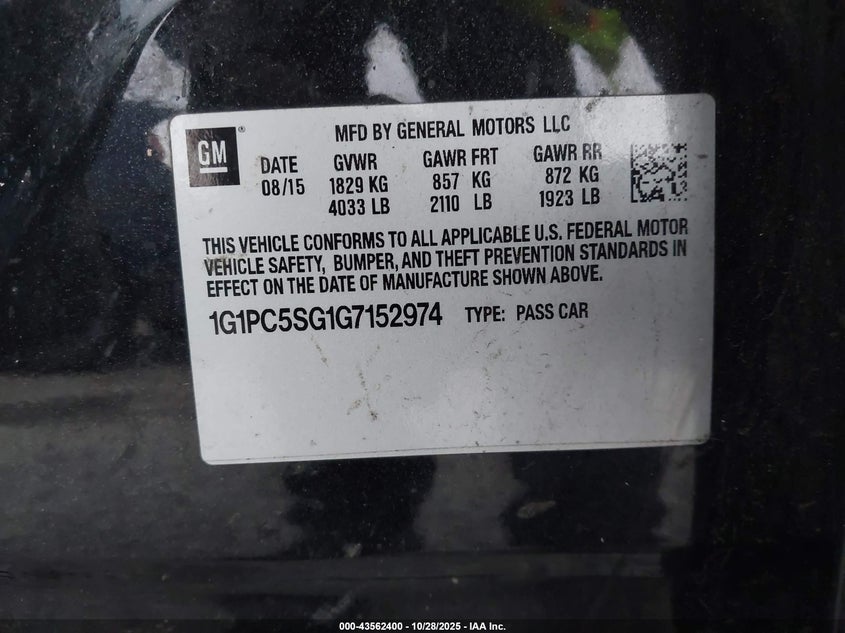 MFD BY GENERAL MOTORS LLC
GM
®
DATE GVWR GAWR FRT GAWR RR
08/15 1829 KG 857 KG 872 KG
4033 LB 2110 LB 1923 LB
THIS VEHICLE CONFORMS TO ALL APPLICABLE U.S. FEDERAL MOTOR
VEHICLE SAFETY, BUMPER, AND THEFT PREVENTION STANDARDS IN
EFFECT ON THE DATE OF MANUFACTURE SHOWN ABOVE.
1G1PC5SG1G7152974 TYPE: PASS CAR
000-43562400 - 10/28/2025 - IAA Inc.